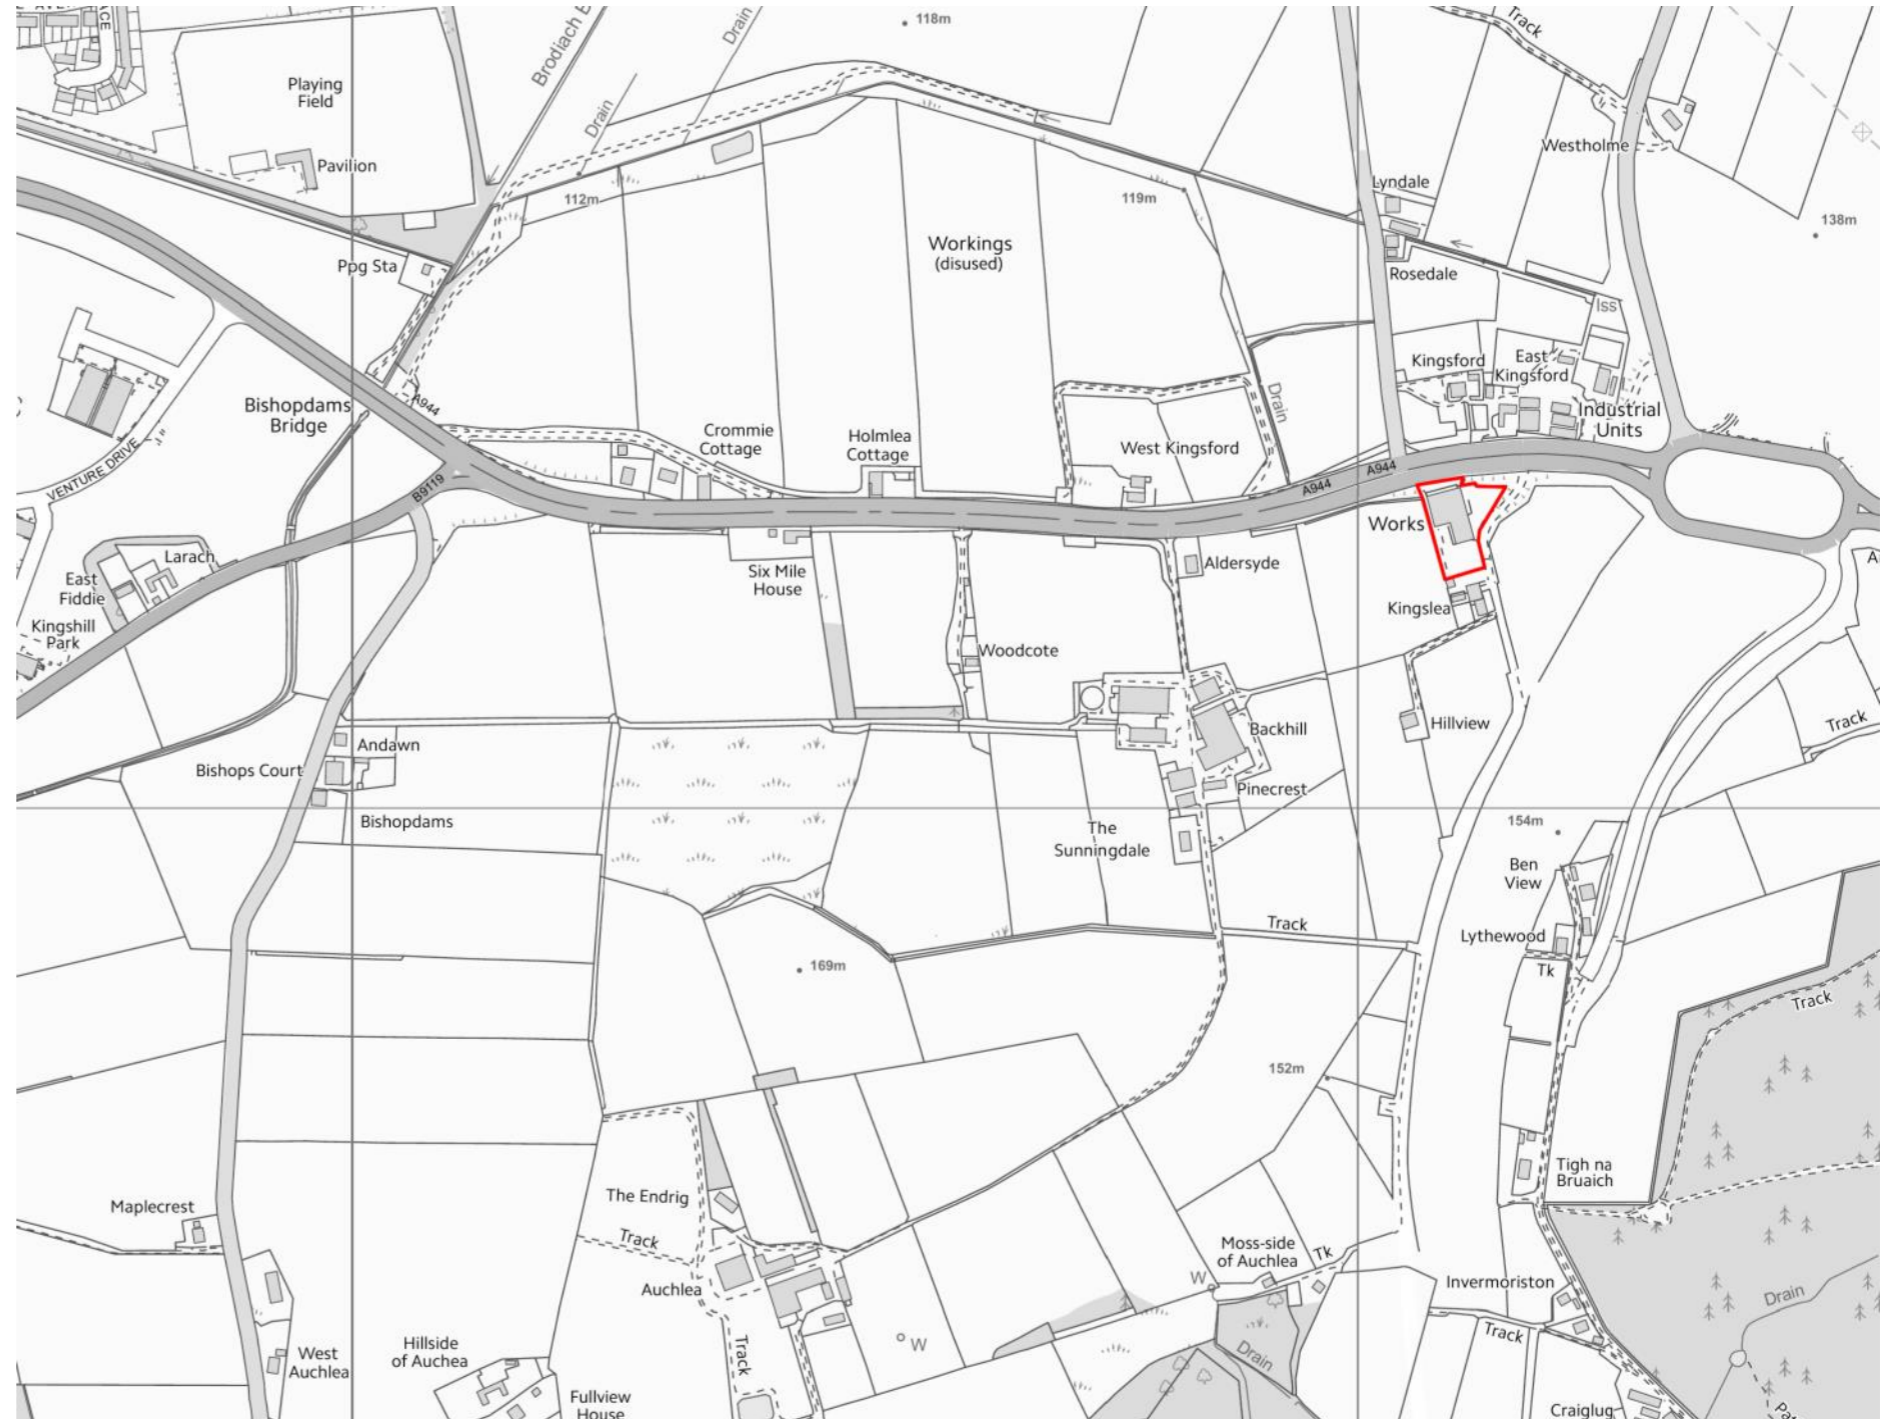 Track
118m
Brodiach
Drain
Drain
Playing
Field
Pavilion
Westholme
Lyndale
112m
119m
138m
Workings
(disused)
Ppg Sta
Rosedale
Iss
Kingsford
East
Kingsford
Drain
Industrial
Units
Bishopdams
Bridge
A944
Crommie
Cottage
Holmlea
Cottage
West Kingsford
A944
A944
VENTURE DRIVE
B9119
Works
Larach
East
Fiddie
Six Mile
House
Aldersyde
Kingslea
Kingshill
Park
Woodcote
Hillview
Track
Backhill
Andawn
Bishops Court
Pinecrest
Bishopdams
The
Sunningdale
154m
Ben
View
Track
Lythewood
169m
Tk
Track
152m
Tigh na
Bruaich
The Endrig
Maplecrest
Track
Moss-side
of Auchlea
Tk
W
Auchlea
Invermoriston
Drain
W
Track
Track
Drain
Hillside
of Auchea
West
Auchlea
Fullview
House
Craiglug